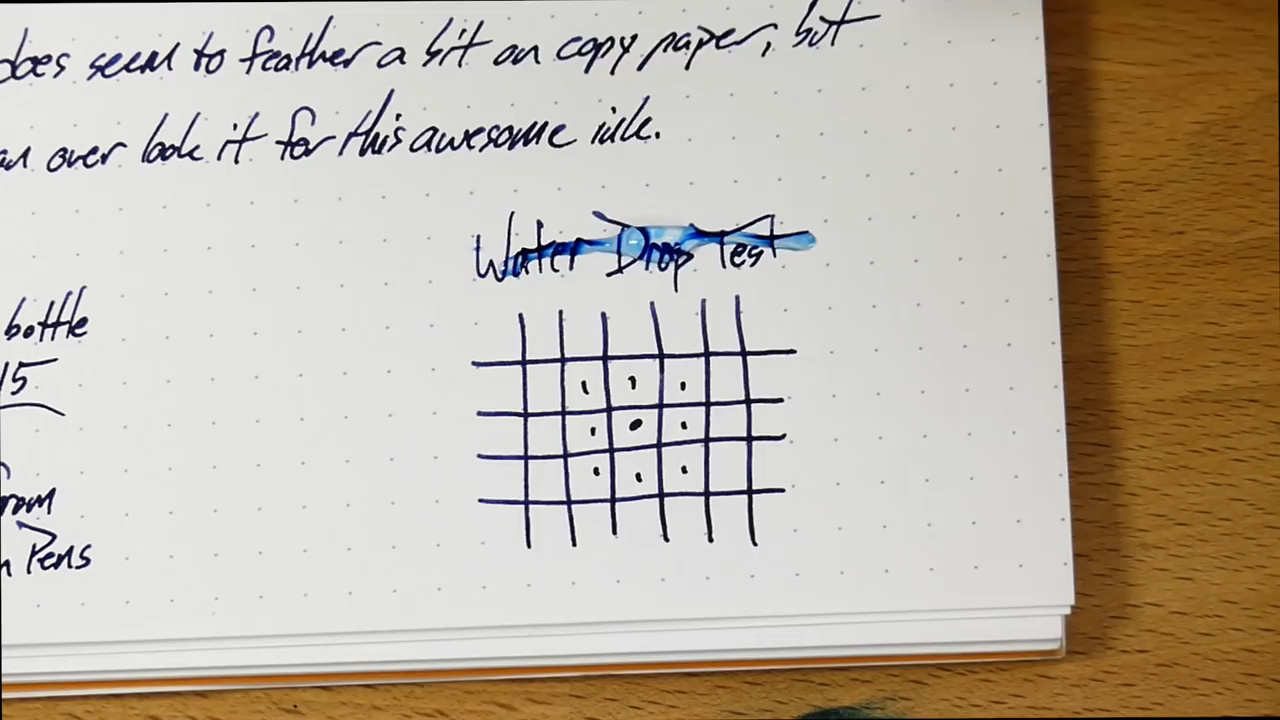 does seem to feather a bit on copy paper, but
over look it for this awesome ink.
Water Drop Test
bottle
15
from
Pens